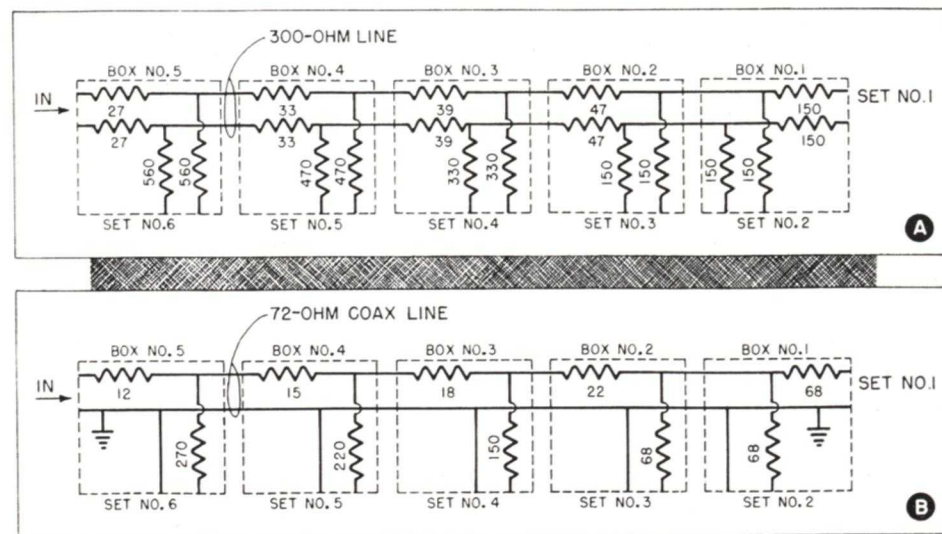 300-OHM LINE
BOX NO.5 BOX NO.4 BOX NO.3 BOX NO.2 BOX NO.1
IN
27 33 39 47 150
SET NO.1
27 33 39 47 150
560 560 470 470 330 330 150 150 150 150
SET NO.6 SET NO.5 SET NO.4 SET NO.3 SET NO.2
A
72-OHM COAX LINE
BOX NO.5 BOX NO.4 BOX NO.3 BOX NO.2 BOX NO.1
IN
12 15 18 22 68
SET NO.1
270 220 150 68 68
SET NO.6 SET NO.5 SET NO.4 SET NO.3 SET NO.2
B